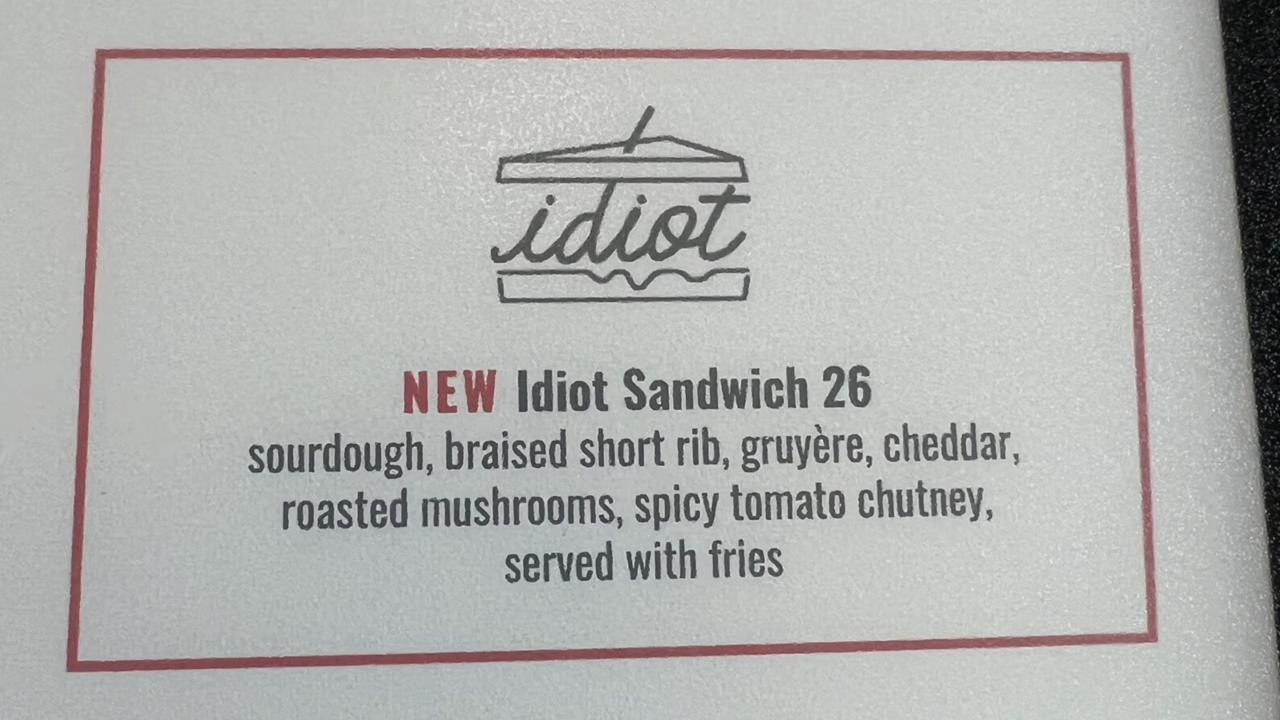 idiot
NEW Idiot Sandwich 26
sourdough, braised short rib, gruyère, cheddar,
roasted mushrooms, spicy tomato chutney,
served with fries